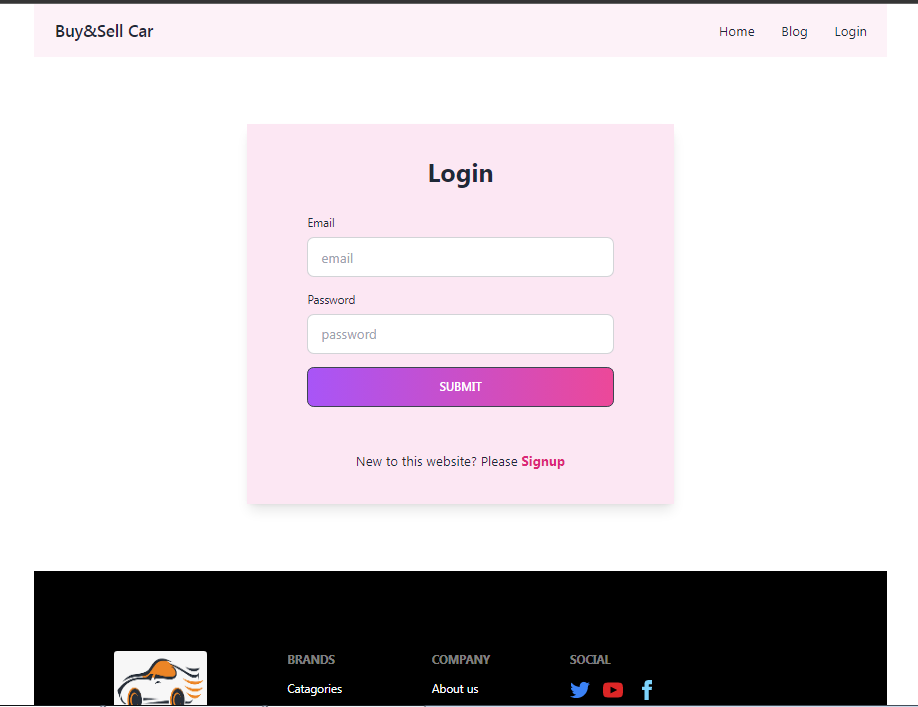 Buy&Sell Car Home Blog Login
Login
Email
email
Password
password
SUBMIT
New to this website? Please Signup
BRANDS COMPANY SOCIAL
Catagories About us